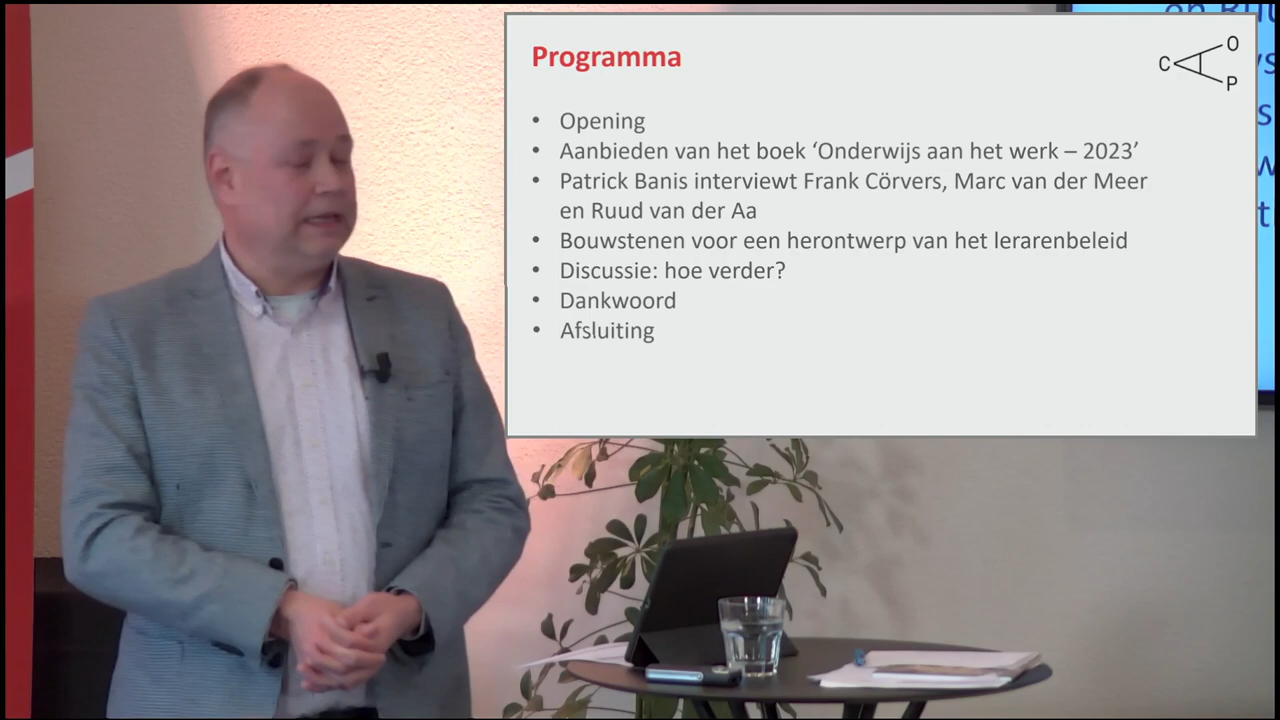 Programma
C
O
P
• Opening
• Aanbieden van het boek ‘Onderwijs aan het werk – 2023’
• Patrick Banis interviewt Frank Cörvers, Marc van der Meer
en Ruud van der Aa
• Bouwstenen voor een herontwerp van het lerarenbeleid
• Discussie: hoe verder?
• Dankwoord
• Afsluiting